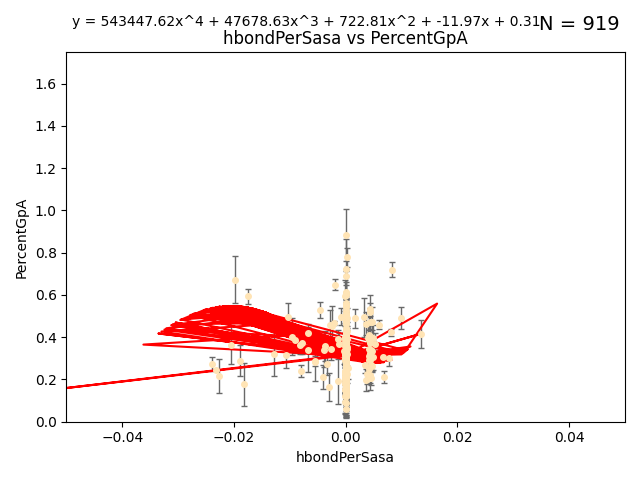 y = 543447.62x^4 + 47678.63x^3 + 722.81x^2 + -11.97x + 0.31
N = 919
hbondPerSasa vs PercentGpA
PercentGpA
1.6
1.4
1.2
1.0
0.8
0.6
0.4
0.2
0.0
−0.04 −0.02 0.00 0.02 0.04
hbondPerSasa